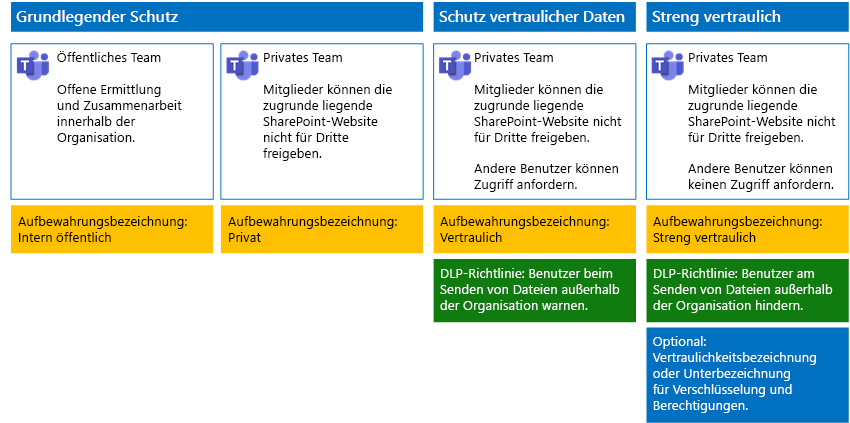 Grundlegender Schutz
Öffentliches Team
Offene Ermittlung
und Zusammenarbeit
innerhalb der
Organisation.
Privates Team
Mitglieder können die
zugrunde liegende
SharePoint-Website
nicht für Dritte
freigeben.
Aufbewahrungsbezeichnung:
Intern öffentlich
Aufbewahrungsbezeichnung:
Privat
Schutz vertraulicher Daten
Privates Team
Mitglieder können die
zugrunde liegende
SharePoint-Website nicht
für Dritte freigeben.
Andere Benutzer können
Zugriff anfordern.
Aufbewahrungsbezeichnung:
Vertraulich
DLP-Richtlinie: Benutzer beim
Senden von Dateien außerhalb
der Organisation warnen.
Streng vertraulich
Privates Team
Mitglieder können die
zugrunde liegende
SharePoint-Website nicht
für Dritte freigeben.
Andere Benutzer können
keinen Zugriff anfordern.
Aufbewahrungsbezeichnung:
Streng vertraulich
DLP-Richtlinie: Benutzer am
Senden von Dateien außerhalb
der Organisation hindern.
Optional:
Vertraulichkeitsbezeichnung
oder Unterbezeichnung
für Verschlüsselung und
Berechtigungen.